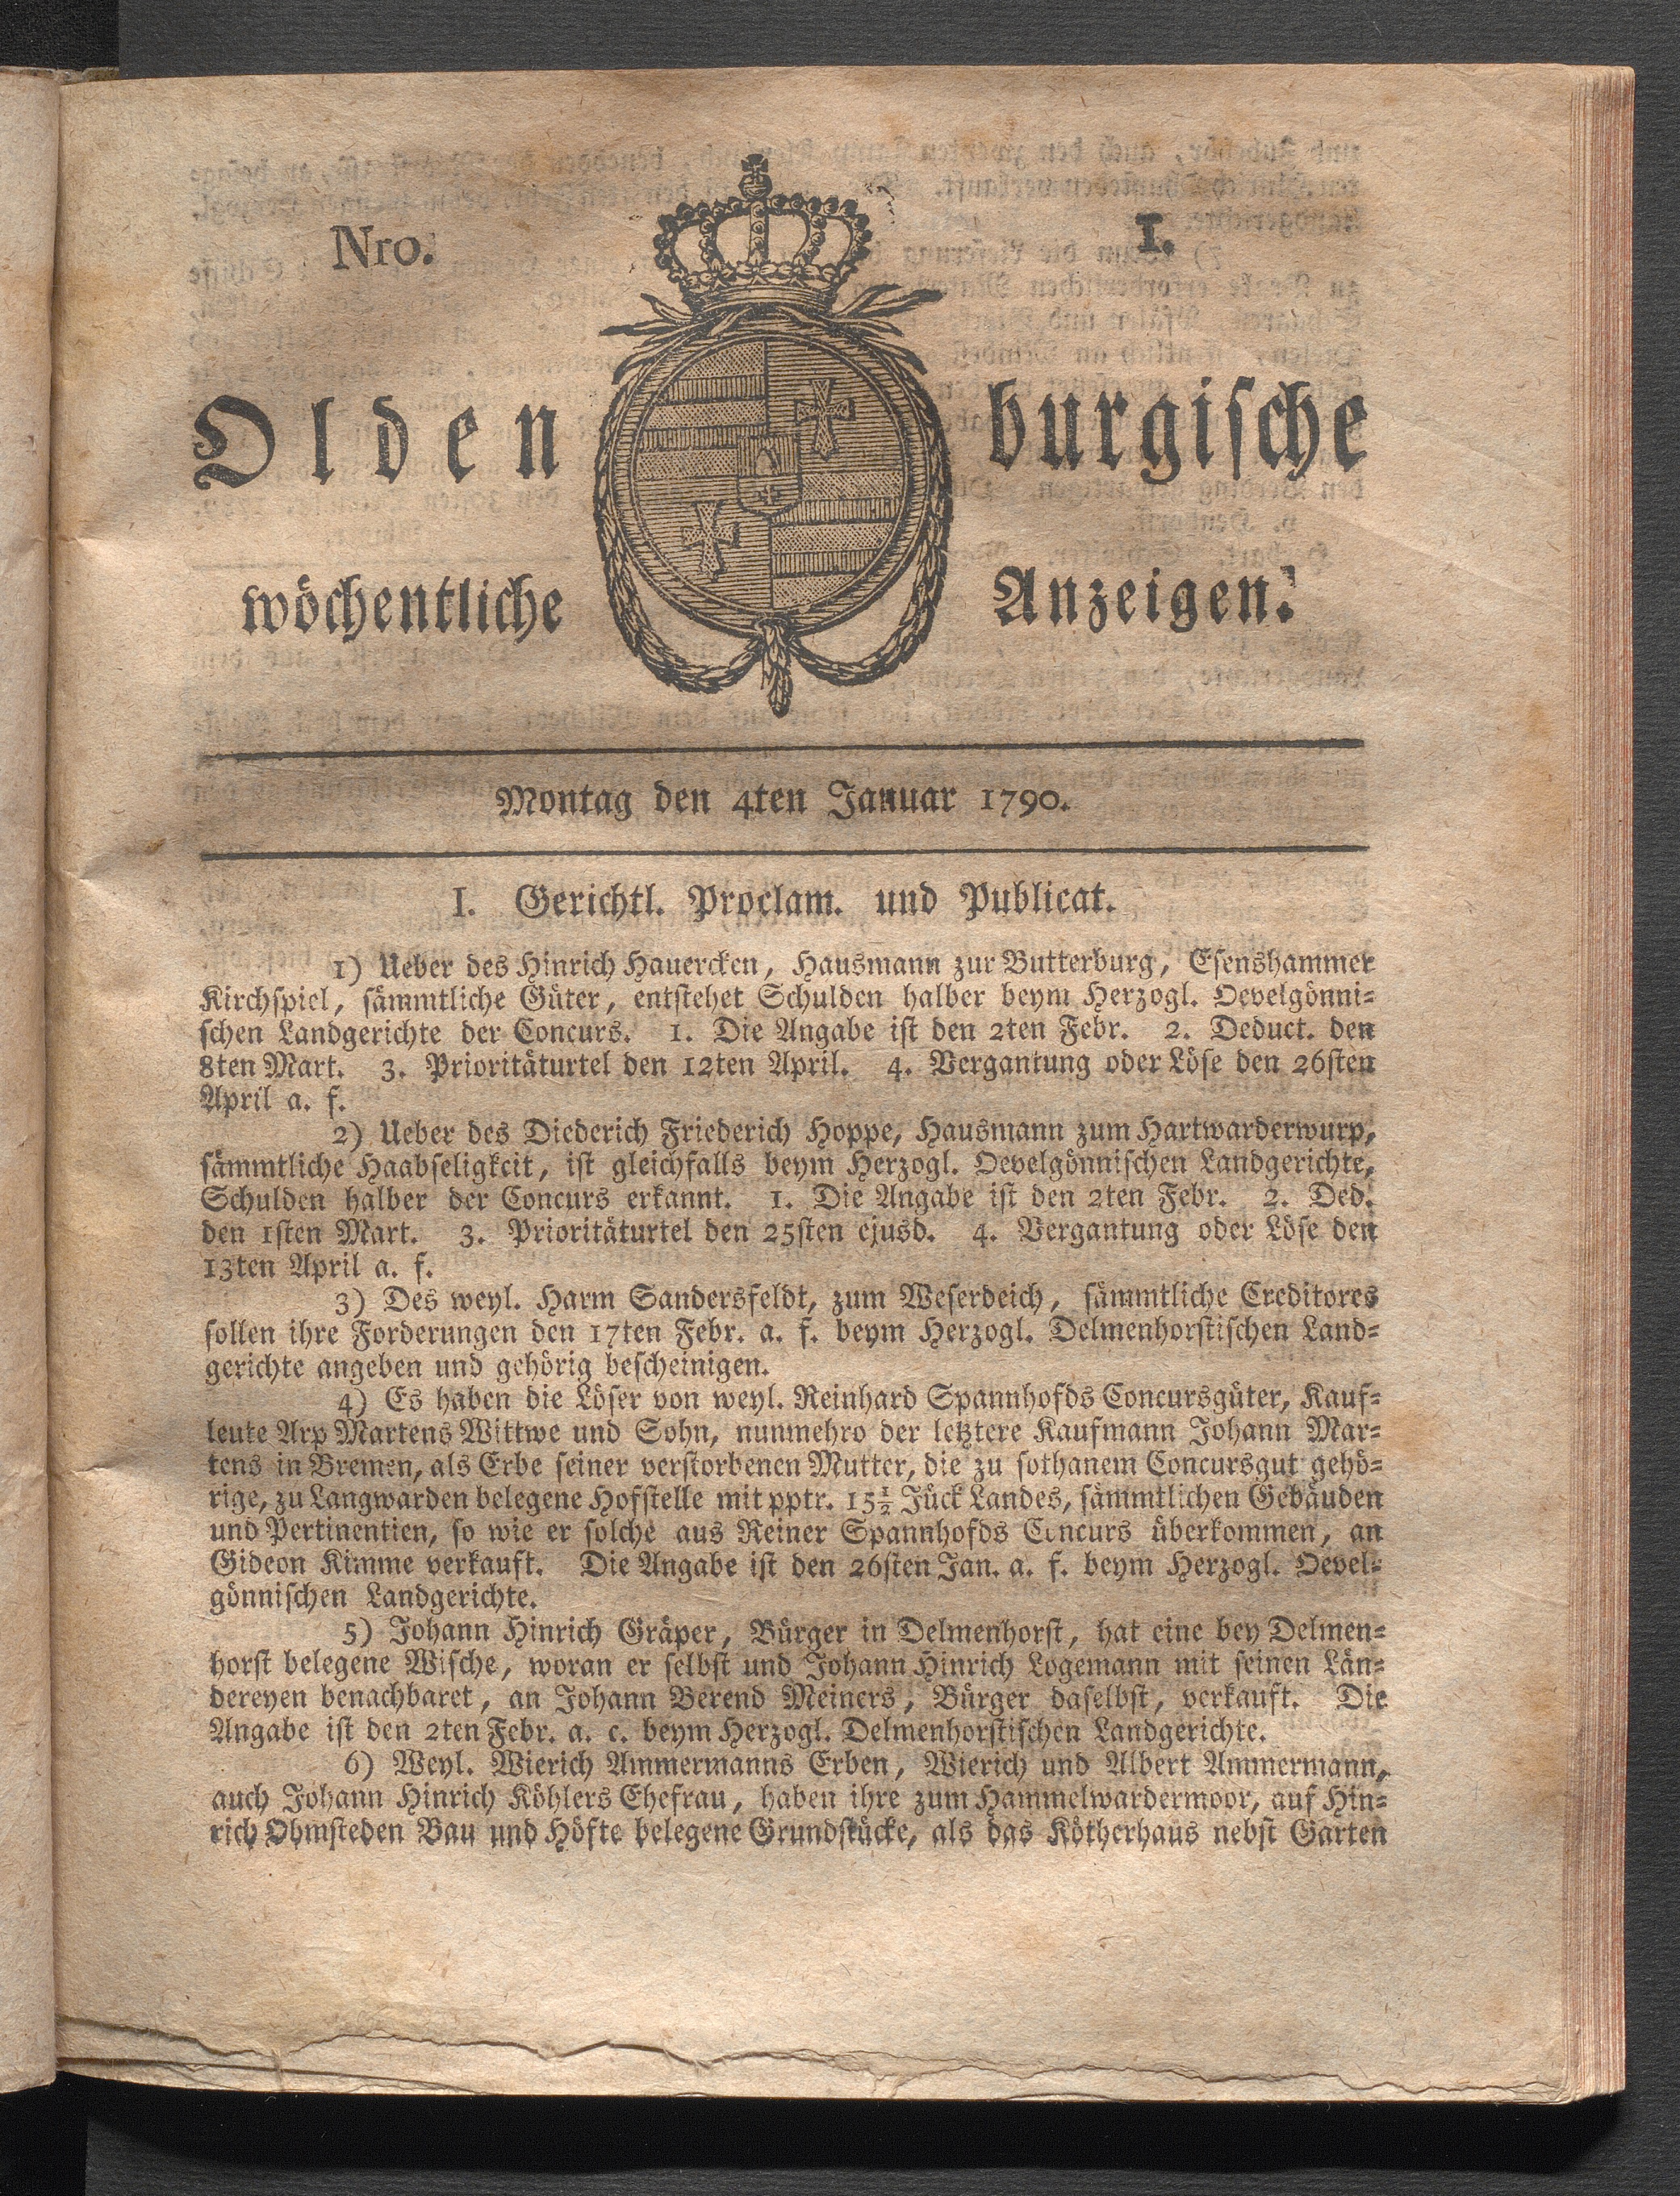 Nro. 1.
Oldenburgische
wöchentliche Anzeigen.
Montag den 4ten Januar 1790.
I. Gerichtl. Proclam. und Publicat.
1) Ueber des Hinrich Hauercken, Hausmann zur Butterburg, Esenshammer
Kirchspiel, sämmtliche Güter, entstehet Schulden halber beym Herzogl. Oevelgönni=
schen Landgerichte der Concurs. 1. Die Angabe ist den 2ten Febr. 2. Deduct. den
8ten Mart. 3. Prioritäturtel den 12ten April. 4. Vergantung oder Löse den 26sten
April a. f.
2) Ueber des Diederich Friederich Hoppe, Hausmann zum Hartwarderwurp,
sämmtliche Haabseligkeit, ist gleichfalls beym Herzogl. Oevelgönnischen Landgerichte,
Schulden halber der Concurs erkannt. 1. Die Angabe ist den 2ten Febr. 2. Ded.
den 1sten Mart. 3. Prioritäturtel den 25sten ejusd. 4. Vergantung oder Löse den
13ten April a. f.
3) Des weyl. Harm Sandersfeldt, zum Weserdeich, sämmtliche Creditores
sollen ihre Forderungen den 17ten Febr. a. f. beym Herzogl. Delmenhorstischen Land=
gerichte angeben und gehörig bescheinigen.
4) Es haben die Löser von weyl. Reinhard Spannhofds Concursgüter, Kauf=
leute Arp Martens Wittwe und Sohn, nunmehro der letztere Kaufmann Johann Mar=
tens in Bremen, als Erbe seiner verstorbenen Mutter, die zu sothanem Concursgut gehö=
rige, zu Langwarden belegene Hofstelle mit pptr. 15½ Jück Landes, sämmtlichen Gebäuden
und Pertinentien, so wie er solche aus Reiner Spannhofds Concurs überkommen, an
Gideon Kimme verkauft. Die Angabe ist den 26sten Jan. a. f. beym Herzogl. Oevel=
gönnischen Landgerichte.
5) Johann Hinrich Gräper, Bürger in Delmenhorst, hat eine bey Delmen=
horst belegene Wische, woran er selbst und Johann Hinrich Logemann mit seinen Län=
dereyen benachbaret, an Johann Berend Meiners, Bürger daselbst, verkauft. Die
Angabe ist den 2ten Febr. a. c. beym Herzogl. Delmenhorstischen Landgerichte.
6) Weyl. Wierich Ammermanns Erben, Wierich und Albert Ammermann,
auch Johann Hinrich Köhlers Ehefrau, haben ihre zum Hammelwardermoor, auf Hin=
rich Ohmsteden Bau und Höfte belegene Grundstücke, als das Kötherhaus nebst Garten